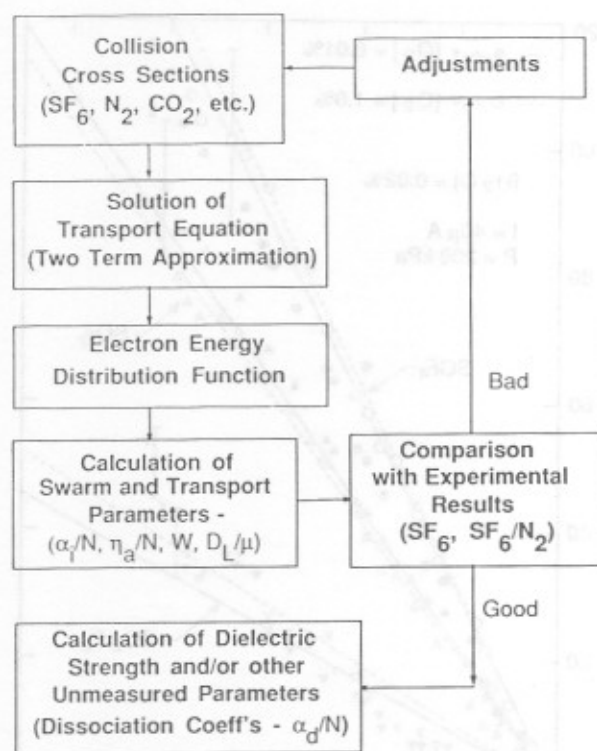 Collision
Cross Sections
(SF6, N2, CO2, etc.)
Adjustments
Solution of
Transport Equation
(Two Term Approximation)
Electron Energy
Distribution Function
Bad
Calculation of
Swarm and Transport
Parameters -
(αi/N, ηa/N, W, DL/μ)
Comparison
with Experimental
Results
(SF6, SF6/N2)
Good
Calculation of Dielectric
Strength and/or other
Unmeasured Parameters
(Dissociation Coeff's - αd/N)